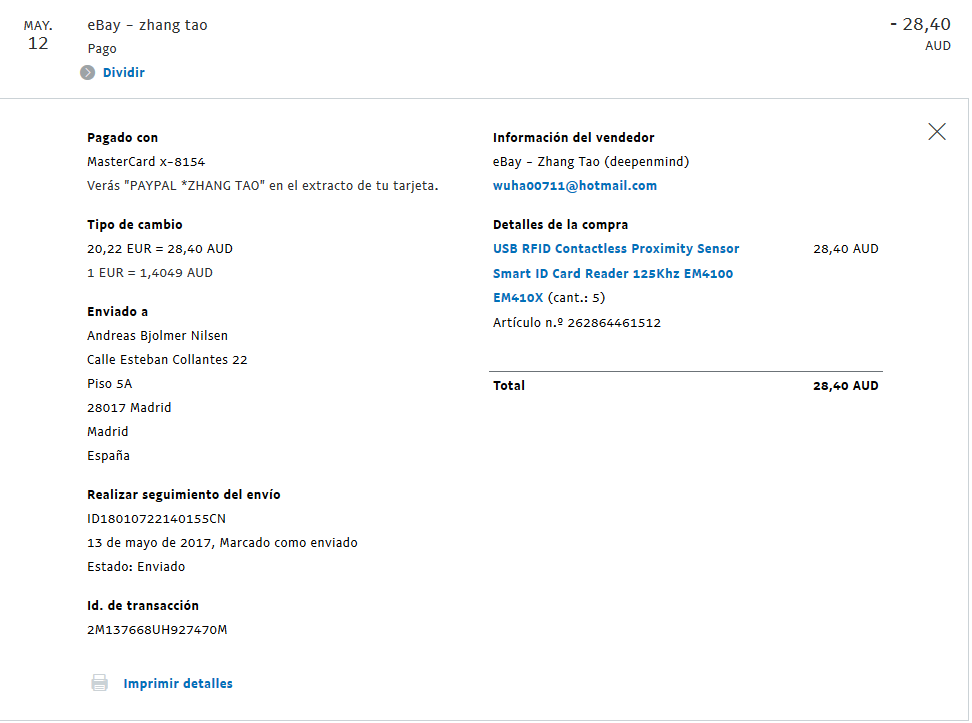 MAY.
12
eBay - zhang tao
Pago
Dividir
- 28,40
AUD
Pagado con
MasterCard x-8154
Verás "PAYPAL *ZHANG TAO" en el extracto de tu tarjeta.
Tipo de cambio
20,22 EUR = 28,40 AUD
1 EUR = 1,4049 AUD
Enviado a
Andreas Bjolmer Nilsen
Calle Esteban Collantes 22
Piso 5A
28017 Madrid
Madrid
España
Realizar seguimiento del envío
ID18010722140155CN
13 de mayo de 2017, Marcado como enviado
Estado: Enviado
Id. de transacción
2M137668UH927470M
Imprimir detalles
Información del vendedor
eBay - Zhang Tao (deepenmind)
wuha00711@hotmail.com
Detalles de la compra
USB RFID Contactless Proximity Sensor 28,40 AUD
Smart ID Card Reader 125Khz EM4100
EM410X (cant.: 5)
Artículo n.º 262864461512
Total 28,40 AUD